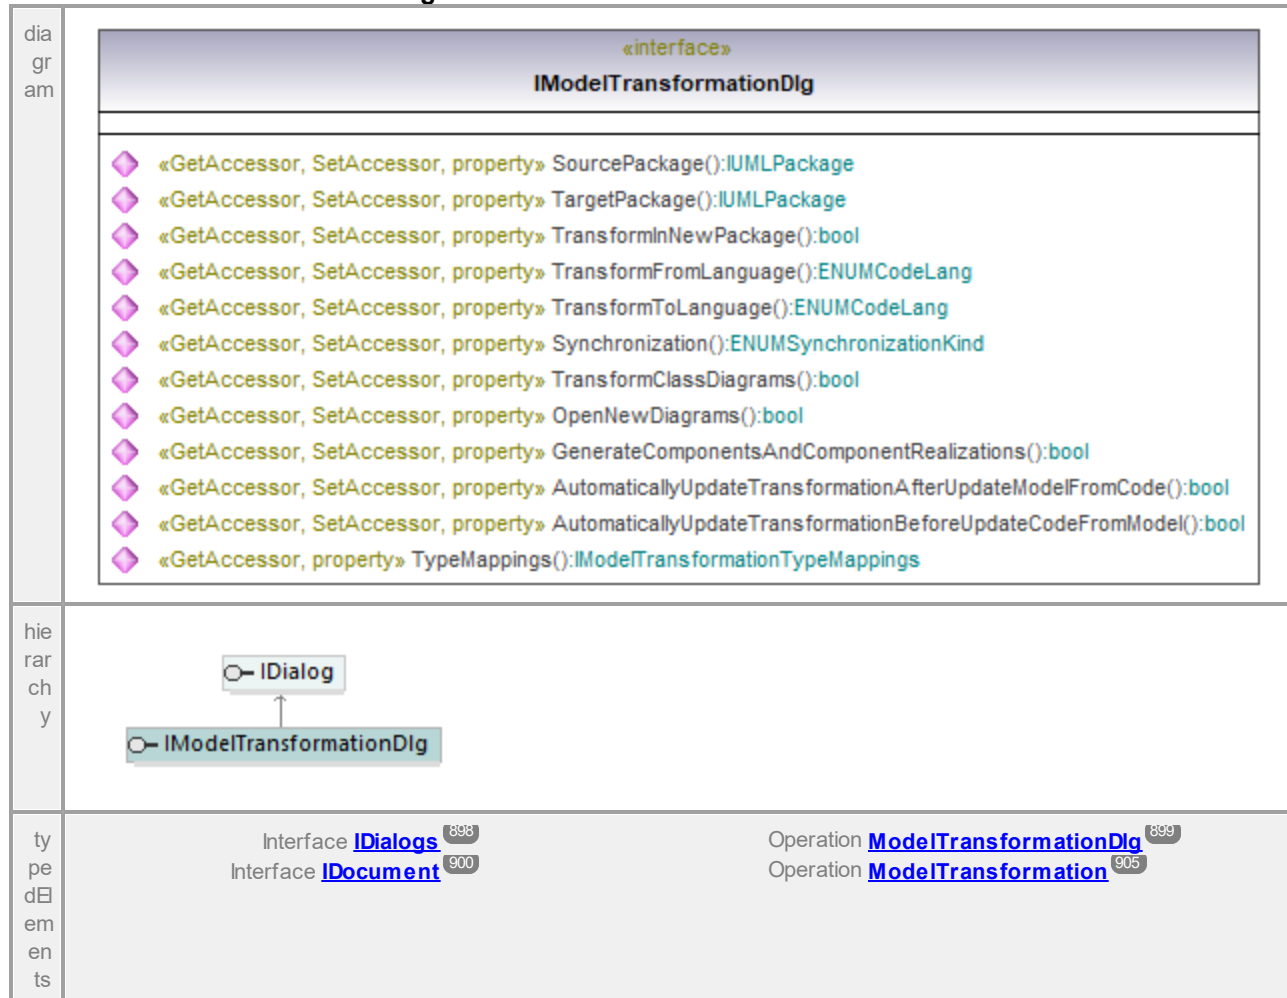 dia
gr
am
«interface»
IModelTransformationDlg
«GetAccessor, SetAccessor, property» SourcePackage():IUMLPackage
«GetAccessor, SetAccessor, property» TargetPackage():IUMLPackage
«GetAccessor, SetAccessor, property» TransformInNewPackage():bool
«GetAccessor, SetAccessor, property» TransformFromLanguage():ENUMCodeLang
«GetAccessor, SetAccessor, property» TransformToLanguage():ENUMCodeLang
«GetAccessor, SetAccessor, property» Synchronization():ENUMSynchronizationKind
«GetAccessor, SetAccessor, property» TransformClassDiagrams():bool
«GetAccessor, SetAccessor, property» OpenNewDiagrams():bool
«GetAccessor, SetAccessor, property» GenerateComponentsAndComponentRealizations():bool
«GetAccessor, SetAccessor, property» AutomaticallyUpdateTransformationAfterUpdateModelFromCode():bool
«GetAccessor, SetAccessor, property» AutomaticallyUpdateTransformationBeforeUpdateCodeFromModel():bool
«GetAccessor, property» TypeMappings():IModelTransformationTypeMappings
hie
rar
ch
y
IDialog
IModelTransformationDlg
ty
pe
dEl
em
en
ts
Interface IDialogs 898
Operation ModelTransformationDlg 899
Interface IDocument 900
Operation ModelTransformation 905